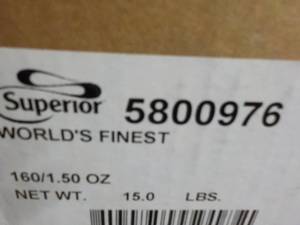 Superior 5800976
WORLD'S FINEST
160/1.50 OZ
NET WT. 15.0 LBS.